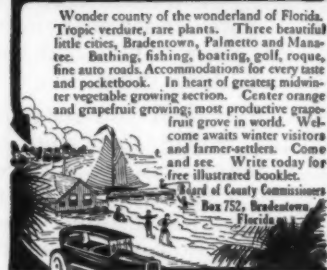 Wonder county of the wonderland of Florida.
Tropic verdure, rare plants. Three beautiful
little cities, Bradentown, Palmetto and Mana-
tee. Bathing, fishing, boating, golf, roque,
fine auto roads. Accommodations for every taste
and pocketbook. In heart of greatest midwin-
ter vegetable growing section. Center orange
and grapefruit growing; most productive grape-
fruit grove in world. Wel-
come awaits winter visitors
and farmer-settlers. Come
and see. Write today for
free illustrated booklet.
Board of County Commissioners
Box 752, Bradentown,
Florida